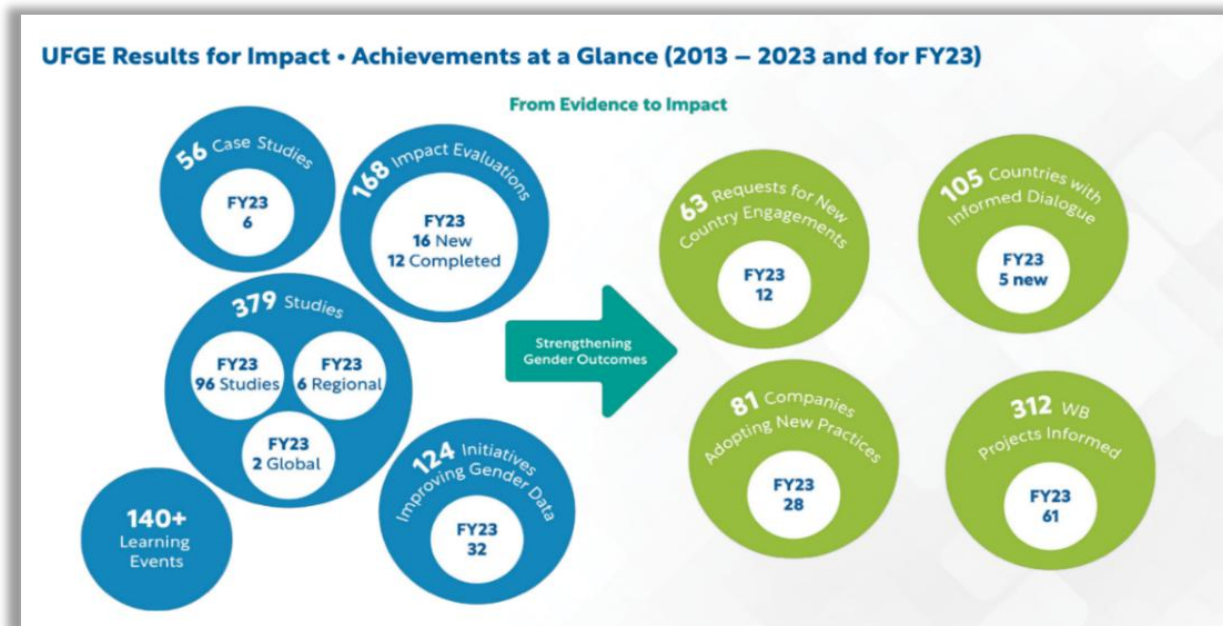 UFGE Results for Impact • Achievements at a Glance (2013 – 2023 and for FY23)
From Evidence to Impact
56 Case Studies
FY23
6
168 Impact Evaluations
FY23
16 New
12 Completed
379 Studies
FY23
96 Studies
FY23
6 Regional
FY23
2 Global
124 Initiatives
Improving Gender Data
FY23
32
140+
Learning
Events
Strengthening
Gender Outcomes
63 Requests for New
Country Engagements
FY23
12
105 Countries with
Informed Dialogue
FY23
5 new
81 Companies
Adopting New Practices
FY23
28
312 WB
Projects Informed
FY23
61